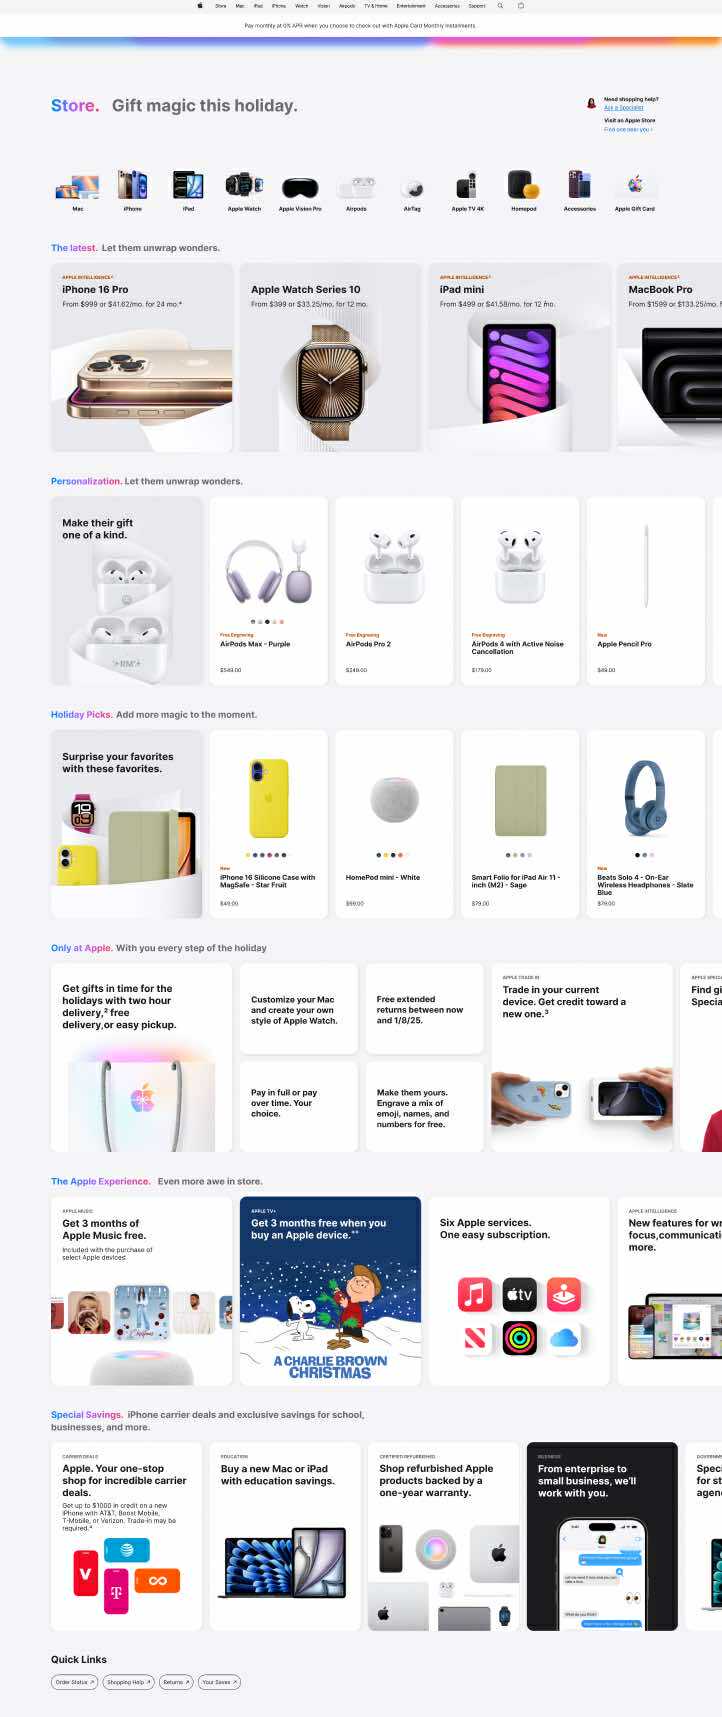 Store Mac iPad iPhone Watch Vision Airpods TV & Home Entertainment Accessories Support
Pay monthly at 0% APR when you choose to check out with Apple Card Monthly Installments.
Store. Gift magic this holiday.
Need shopping help?
Ask a Specialist
Visit an Apple Store
Find one near you ›
Mac iPhone iPad Apple Watch Apple Vision Pro Airpods AirTag Apple TV 4K Homepod Accessories Apple Gift Card
The latest. Let them unwrap wonders.
APPLE INTELLIGENCE
iPhone 16 Pro
From $999 or $41.62/mo. for 24 mo.*
Apple Watch Series 10
From $399 or $33.25/mo. for 12 mo.
APPLE INTELLIGENCE
iPad mini
From $499 or $41.58/mo. for 12 mo.
APPLE INTELLIGENCE
MacBook Pro
From $1599 or $133.25/mo.
Personalization. Let them unwrap wonders.
Make their gift
one of a kind.
RM
Free Engraving
AirPods Max - Purple
$549.00
Free Engraving
AirPods Pro 2
$249.00
Free Engraving
AirPods 4 with Active Noise
Cancellation
$179.00
New
Apple Pencil Pro
$49.00
Holiday Picks. Add more magic to the moment.
Surprise your favorites
with these favorites.
New
iPhone 16 Silicone Case with
MagSafe - Star Fruit
$49.00
HomePod mini - White
$99.00
Smart Folio for iPad Air 11 -
inch (M2) - Sage
$79.00
New
Beats Solo 4 - On-Ear
Wireless Headphones - Slate
Blue
$79.00
Only at Apple. With you every step of the holiday
Get gifts in time for the
holidays with two hour
delivery,² free
delivery,or easy pickup.
Customize your Mac
and create your own
style of Apple Watch.
Free extended
returns between now
and 1/8/25.
Pay in full or pay
over time. Your
choice.
Make them yours.
Engrave a mix of
emoji, names, and
numbers for free.
APPLE TRADE IN
Trade in your current
device. Get credit toward a
new one.³
APPLE SPECI
Find gi
Specia
The Apple Experience. Even more awe in store.
APPLE MUSIC
Get 3 months of
Apple Music free.
Included with the purchase of
select Apple devices
Christmas
APPLE TV+
Get 3 months free when you
buy an Apple device.°°
A CHARLIE BROWN
CHRISTMAS
Six Apple services.
One easy subscription.
tv
APPLE INTELLIGENCE
New features for wr
focus,communicati
more.
Special Savings. iPhone carrier deals and exclusive savings for school,
businesses, and more.
CARRIER DEALS
Apple. Your one-stop
shop for incredible carrier
deals.
Get up to $1000 in credit on a new
iPhone with AT&T, Boost Mobile,
T-Mobile, or Verizon. Trade-in may be
required.⁴
EDUCATION
Buy a new Mac or iPad
with education savings.
CERTIFIED REFURBISHED
Shop refurbished Apple
products backed by a
one-year warranty.
BUSINESS
From enterprise to
small business, we'll
work with you.
What do you think?
GOVERNM
Speci
for st
agen
Quick Links
Order Status ↗ Shopping Help ↗ Returns ↗ Your Saves ↗